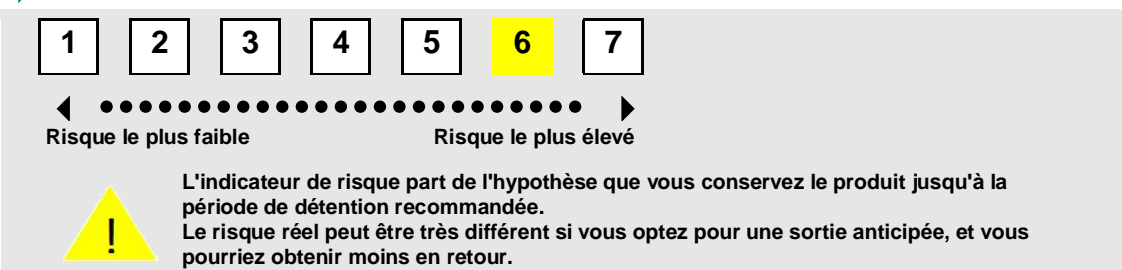 1 2 3 4 5 6 7
Risque le plus faible Risque le plus élevé
L'indicateur de risque part de l'hypothèse que vous conservez le produit jusqu'à la
période de détention recommandée.
Le risque réel peut être très différent si vous optez pour une sortie anticipée, et vous
pourriez obtenir moins en retour.
!